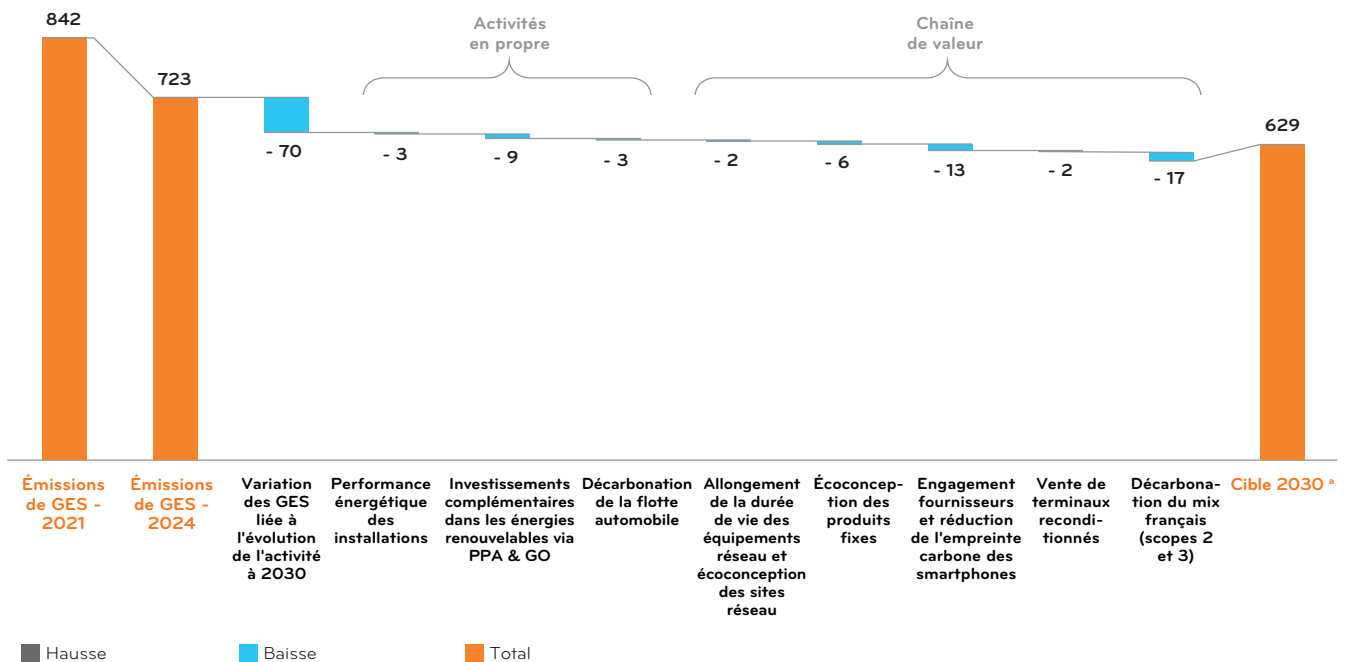 842
Activités
en propre
Chaîne
de valeur
723
629
- 70
- 3
- 9
- 3
- 2
- 6
- 13
- 2
- 17
Émissions
de GES -
2021
Émissions
de GES -
2024
Variation
des GES
liée à
l'évolution
de l'activité
à 2030
Performance
énergétique
des
installations
Investissements
complémentaires
dans les énergies
renouvelables via
PPA & GO
Décarbonation
de la flotte
automobile
Allongement
de la durée
de vie des
équipements
réseau et
écoconception
des sites
réseau
Écoconcep-
tion des
produits
fixes
Engagement
fournisseurs
et réduction
de l'empreinte
carbone des
smartphones
Vente de
terminaux
recondi-
tionnés
Décarbona-
tion du mix
français
(scopes 2
et 3)
Cible 2030 ª
Hausse
Baisse
Total